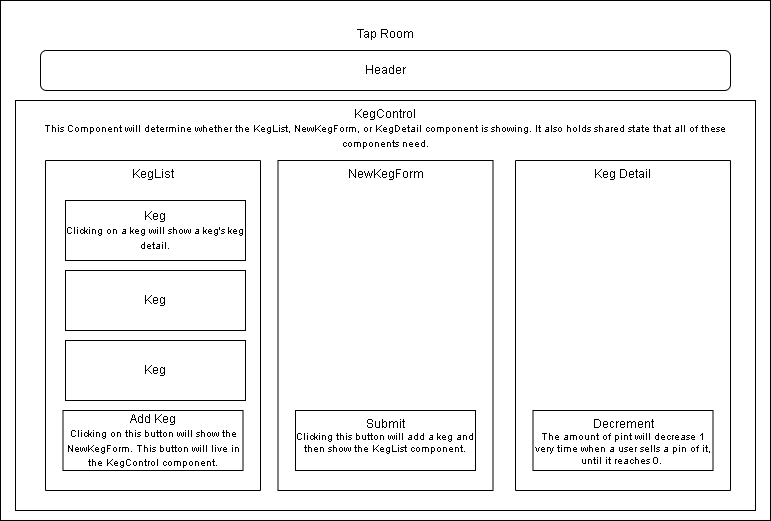 Tap Room
Header
KegControl
This Component will determine whether the KegList, NewKegForm, or KegDetail component is showing. It also holds shared state that all of these
components need.
KegList
Keg
Clicking on a keg will show a keg's keg
detail.
Keg
Keg
Add Keg
Clicking on this button will show the
NewKegForm. This button will live in
the KegControl component.
NewKegForm
Submit
Clicking this button will add a keg and
then show the KegList component.
Keg Detail
Decrement
The amount of pint will decrease 1
very time when a user sells a pin of it,
until it reaches 0.